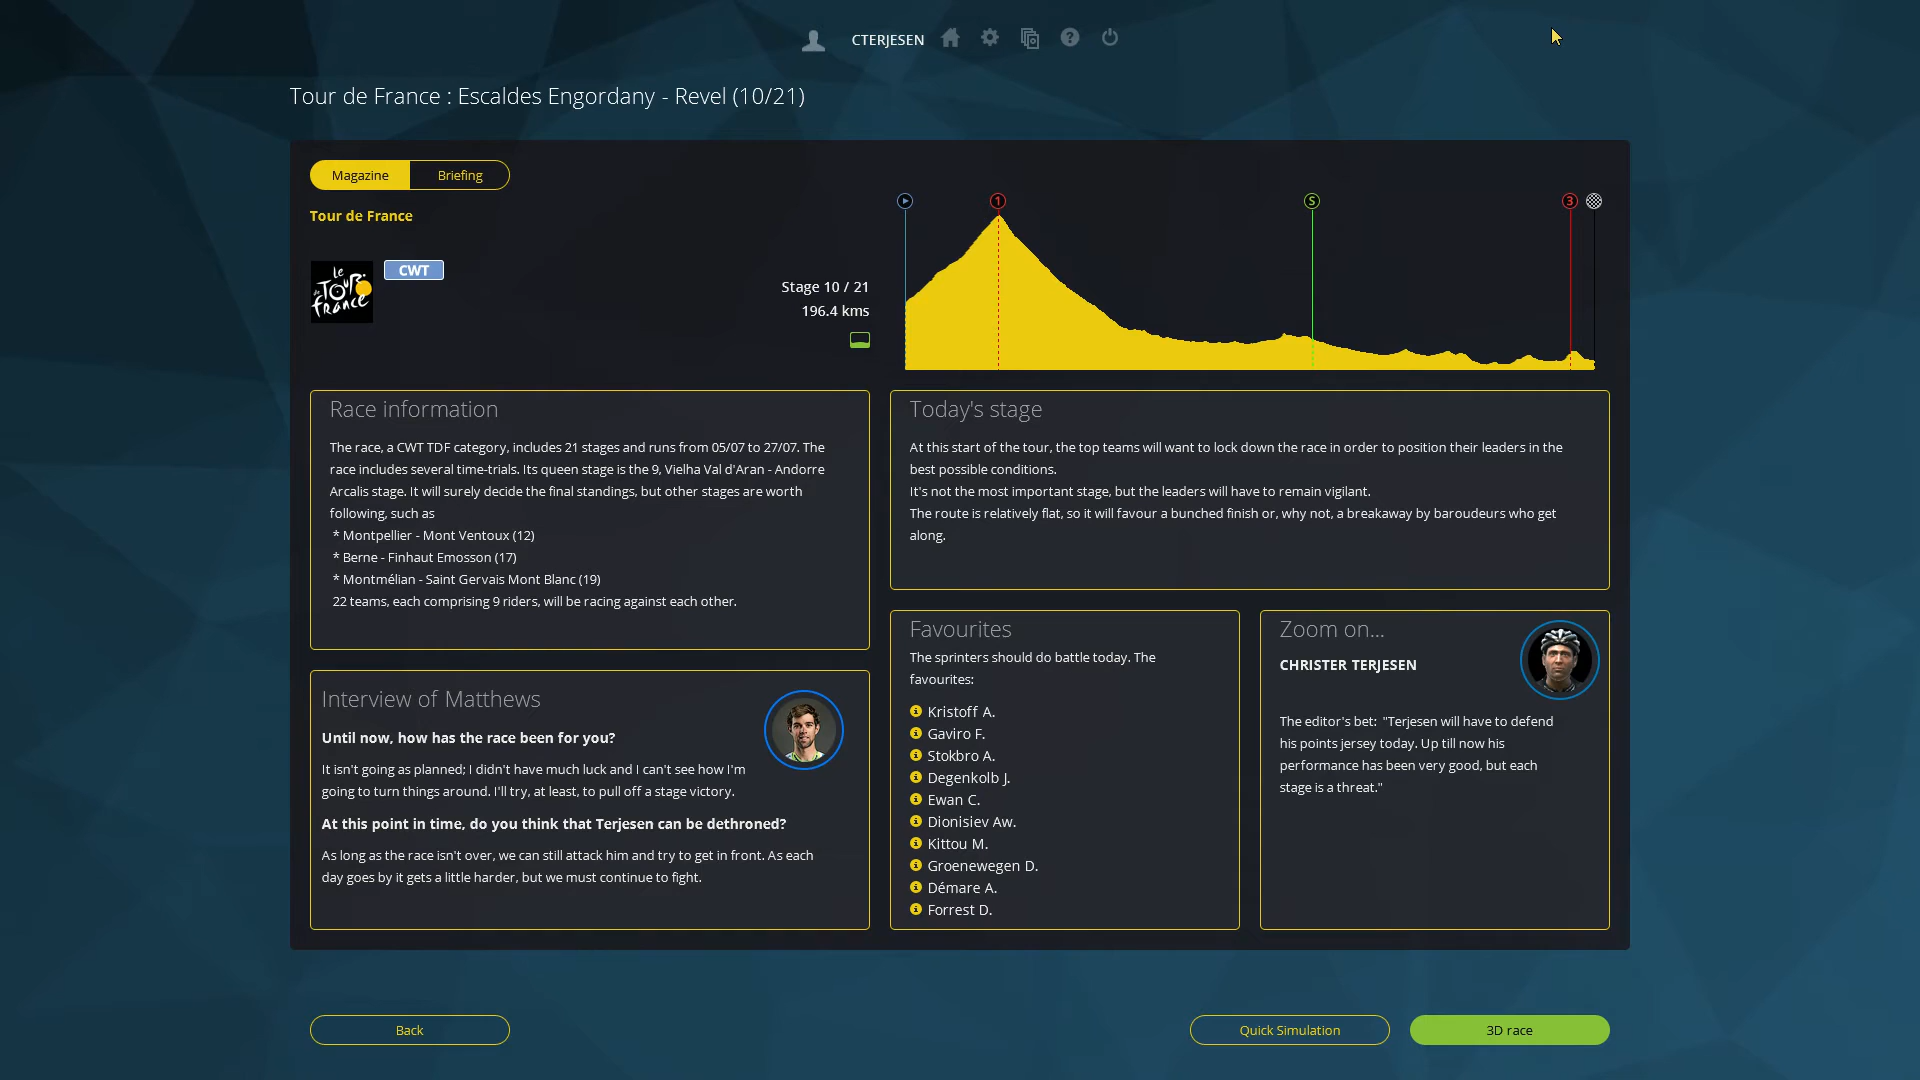 CTERJESEN
Tour de France : Escaldes Engordany - Revel (10/21)
Magazine
Briefing
Tour de France
le
TOUR
de
france
CWT
Stage 10 / 21
196.4 kms
1
S
3
Race information
The race, a CWT TDF category, includes 21 stages and runs from 05/07 to 27/07. The
race includes several time-trials. Its queen stage is the 9, Vielha Val d'Aran - Andorre
Arcalis stage. It will surely decide the final standings, but other stages are worth
following, such as
* Montpellier - Mont Ventoux (12)
* Berne - Finhaut Emosson (17)
* Montmélian - Saint Gervais Mont Blanc (19)
22 teams, each comprising 9 riders, will be racing against each other.
Today's stage
At this start of the tour, the top teams will want to lock down the race in order to position their leaders in the
best possible conditions.
It's not the most important stage, but the leaders will have to remain vigilant.
The route is relatively flat, so it will favour a bunched finish or, why not, a breakaway by baroudeurs who get
along.
Interview of Matthews
Until now, how has the race been for you?
It isn't going as planned; I didn't have much luck and I can't see how I'm
going to turn things around. I'll try, at least, to pull off a stage victory.
At this point in time, do you think that Terjesen can be dethroned?
As long as the race isn't over, we can still attack him and try to get in front. As each
day goes by it gets a little harder, but we must continue to fight.
Favourites
The sprinters should do battle today. The
favourites:
Kristoff A.
Gaviro F.
Stokbro A.
Degenkolb J.
Ewan C.
Dionisiev Aw.
Kittou M.
Groenewegen D.
Démare A.
Forrest D.
Zoom on...
CHRISTER TERJESEN
The editor's bet: "Terjesen will have to defend
his points jersey today. Up till now his
performance has been very good, but each
stage is a threat."
Back
Quick Simulation
3D race